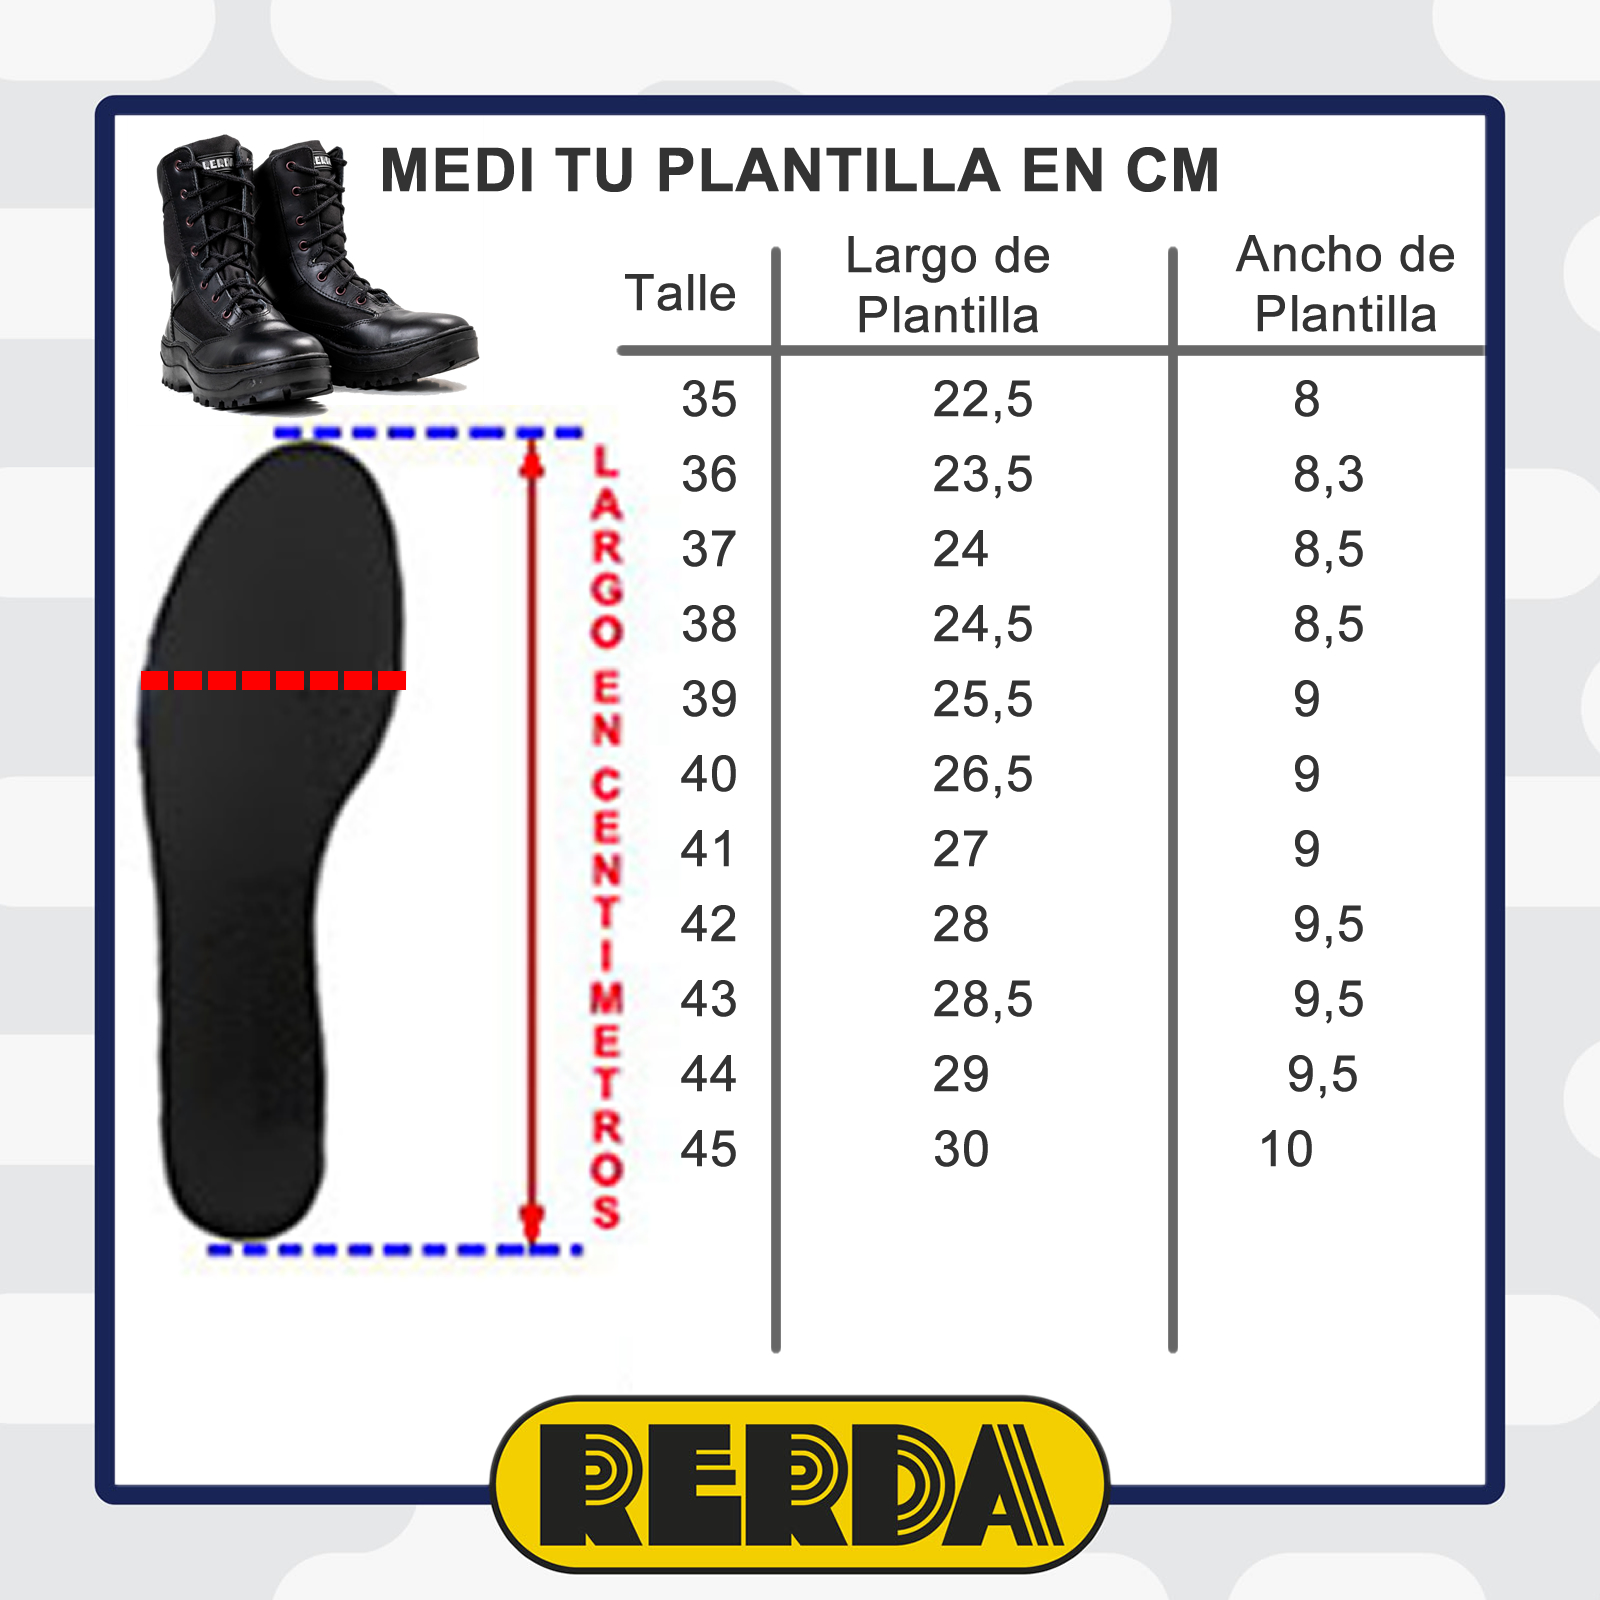 MEDI TU PLANTILLA EN CM
Talle
Largo de
Plantilla
Ancho de
Plantilla
35 22,5 8
36 23,5 8,3
37 24 8,5
38 24,5 8,5
39 25,5 9
40 26,5 9
41 27 9
42 28 9,5
43 28,5 9,5
44 29 9,5
45 30 10
LARGO EN CENTIMETROS
RERDA